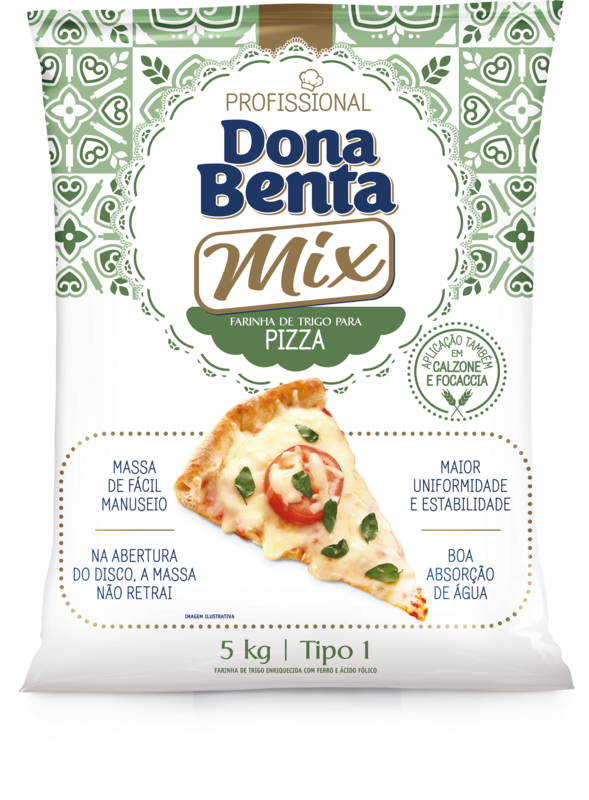 PROFISSIONAL
Dona
Benta
Mix
FARINHA DE TRIGO PARA
PIZZA
APLICAÇÃO TAMBÉM
EM
CALZONE
E FOCACCIA
MASSA
DE FÁCIL
MANUSEIO
MAIOR
UNIFORMIDADE
E ESTABILIDADE
NA ABERTURA
DO DISCO, A MASSA
NÃO RETRAI
BOA
ABSORÇÃO
DE ÁGUA
IMAGEM ILUSTRATIVA
5 kg | Tipo 1
FARINHA DE TRIGO ENRIQUECIDA COM FERRO E ÁCIDO FÓLICO